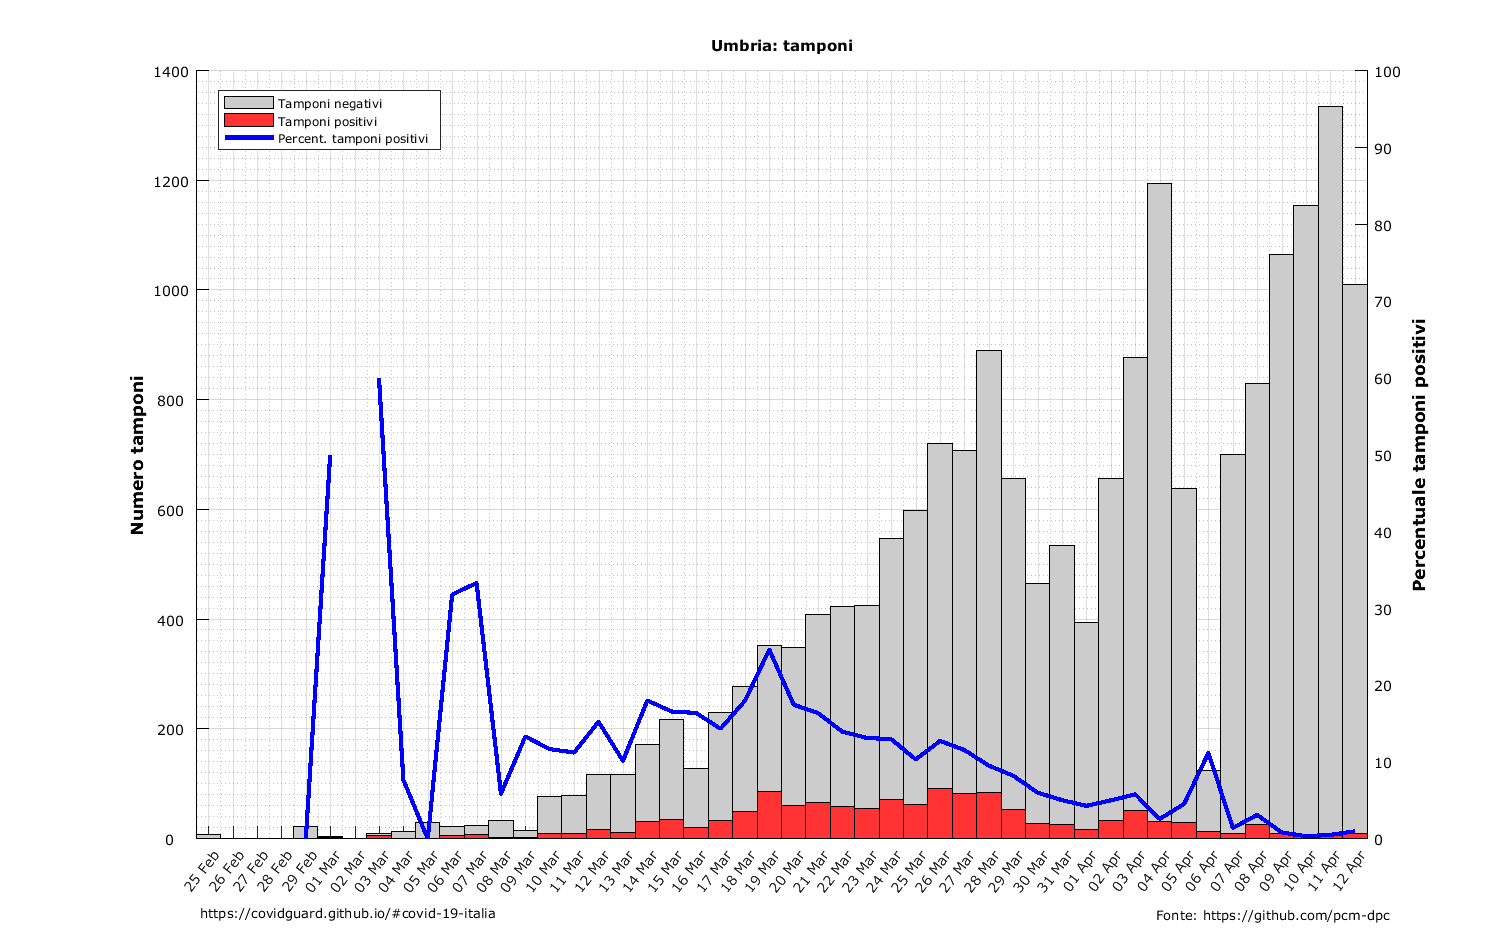 Umbria: tamponi
Tamponi negativi
Tamponi positivi
Percent. tamponi positivi
Numero tamponi
1400
1200
1000
800
600
400
200
0
Percentuale tamponi positivi
100
90
80
70
60
50
40
30
20
10
0
25 Feb
26 Feb
27 Feb
28 Feb
29 Feb
01 Mar
02 Mar
03 Mar
04 Mar
05 Mar
06 Mar
07 Mar
08 Mar
09 Mar
10 Mar
11 Mar
12 Mar
13 Mar
14 Mar
15 Mar
16 Mar
17 Mar
18 Mar
19 Mar
20 Mar
21 Mar
22 Mar
23 Mar
24 Mar
25 Mar
26 Mar
27 Mar
28 Mar
29 Mar
30 Mar
31 Mar
01 Apr
02 Apr
03 Apr
04 Apr
05 Apr
06 Apr
07 Apr
08 Apr
09 Apr
10 Apr
11 Apr
12 Apr
https://covidguard.github.io/#covid-19-italia
Fonte: https://github.com/pcm-dpc